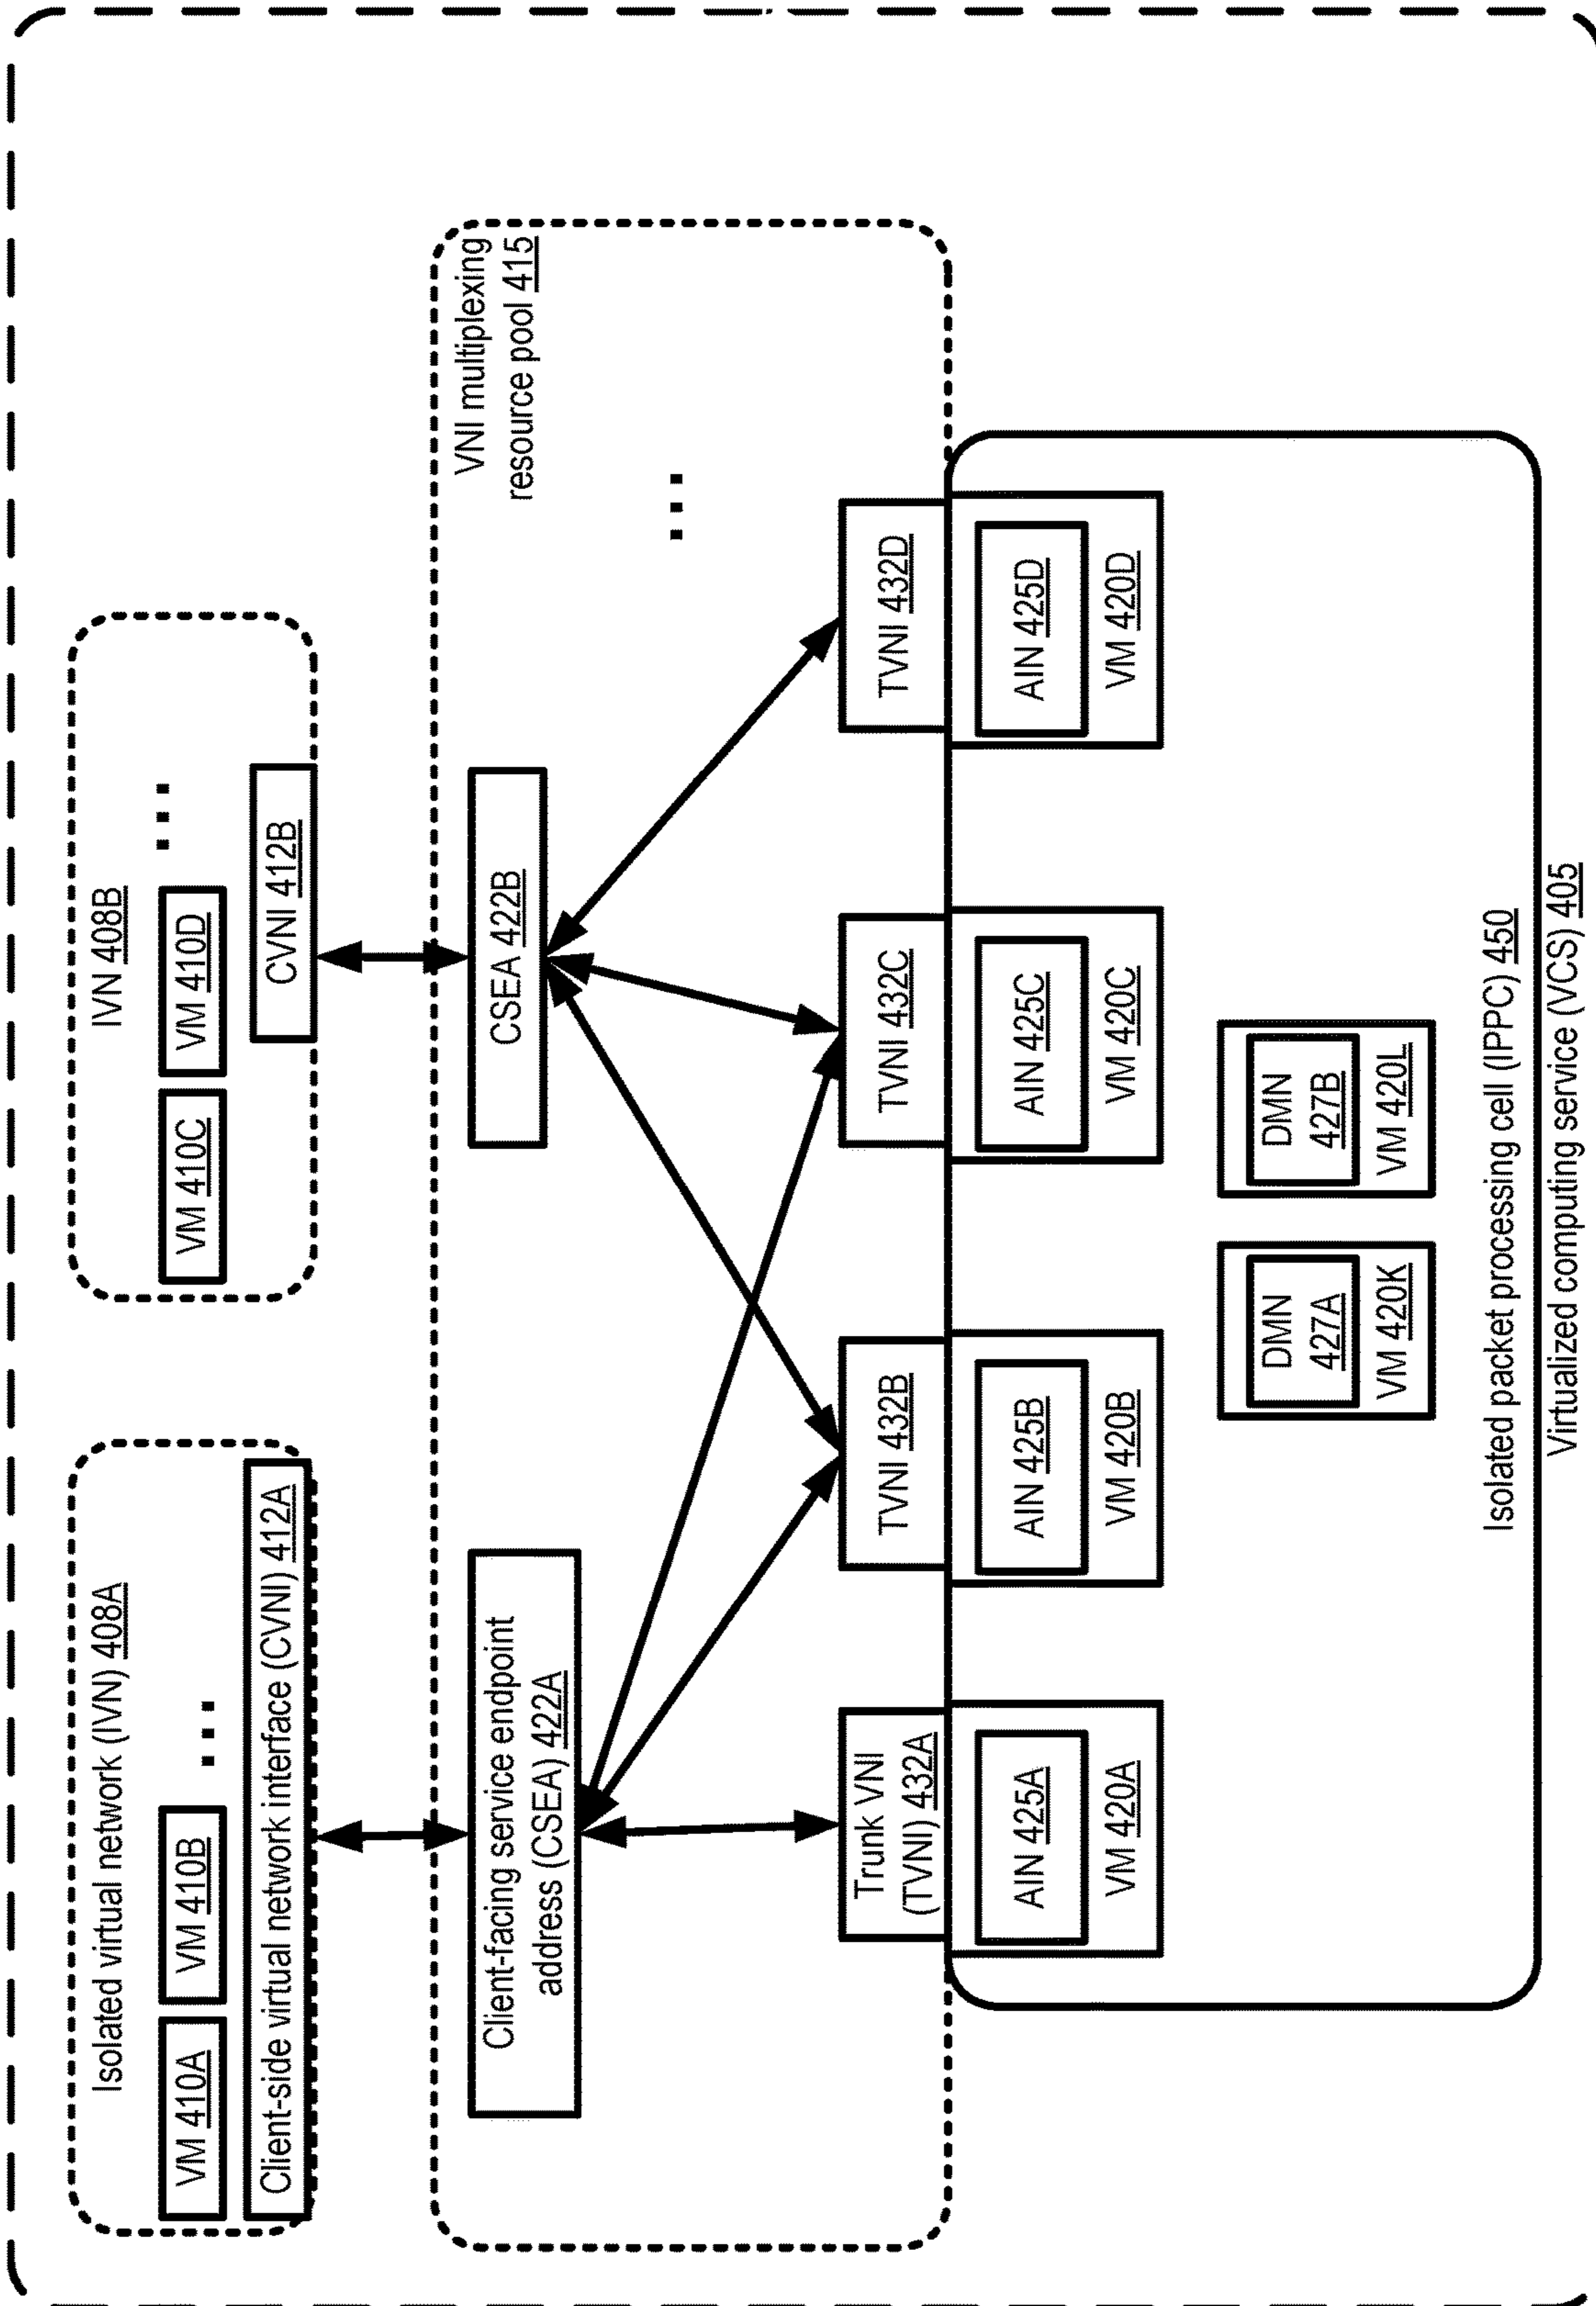 Isolated virtual network (IVN) 408A
VM 410A
VM 410B
...
Client-side virtual network interface (CVNI) 412A
IVN 408B
VM 410C
VM 410D
...
CVNI 412B
VNI multiplexing
resource pool 415
Client-facing service endpoint
address (CSEA) 422A
CSEA 422B
...
Trunk VNI
(TVNI) 432A
TVNI 432B
TVNI 432C
TVNI 432D
AIN 425A
VM 420A
AIN 425B
VM 420B
AIN 425C
VM 420C
AIN 425D
VM 420D
DMN
427A
VM 420K
DMN
427B
VM 420L
Isolated packet processing cell (IPPC) 450
Virtualized computing service (VCS) 405